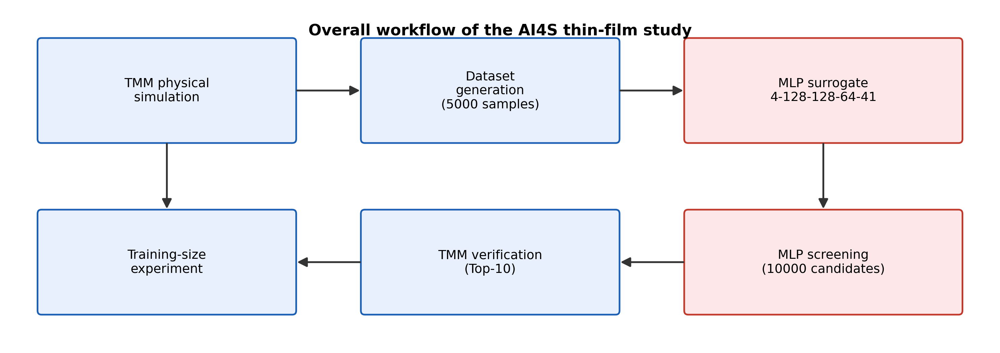 Overall workflow of the AI4S thin-film study
TMM physical
simulation
Dataset
generation
(5000 samples)
MLP surrogate
4-128-128-64-41
Training-size
experiment
TMM verification
(Top-10)
MLP screening
(10000 candidates)